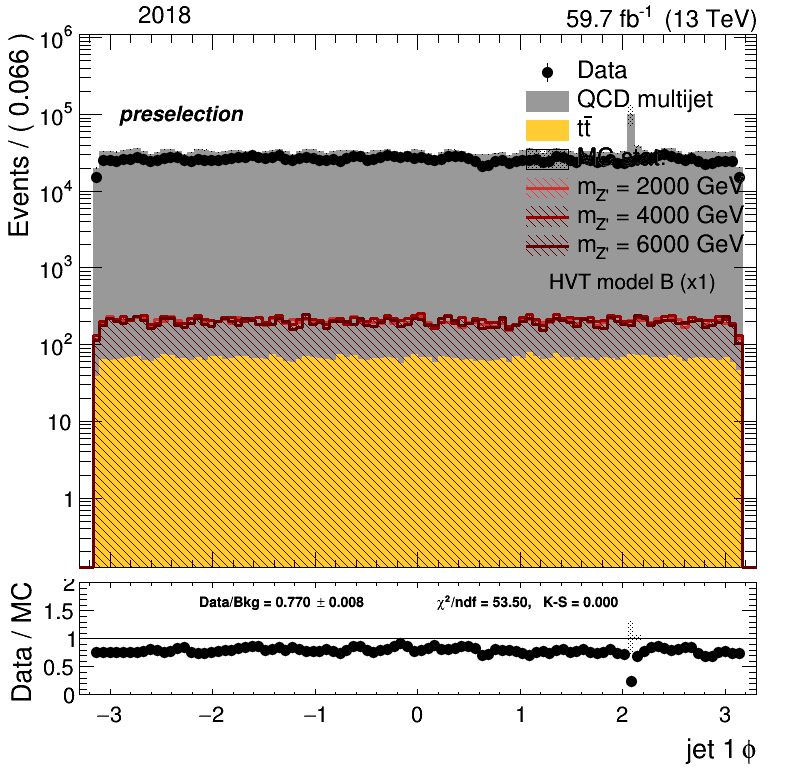 2018
59.7 fb⁻¹ (13 TeV)
Events / ( 0.066 )
10⁶
10⁵
10⁴
10³
10²
10
1
preselection
Data
QCD multijet
tt̄
MC stat.
m_Z' = 2000 GeV
m_Z' = 4000 GeV
m_Z' = 6000 GeV
HVT model B (x1)
Data / MC
2
1.5
1
0.5
0
Data/Bkg = 0.770 ± 0.008
χ²/ndf = 53.50, K-S = 0.000
−3
−2
−1
0
1
2
3
jet 1 ϕ